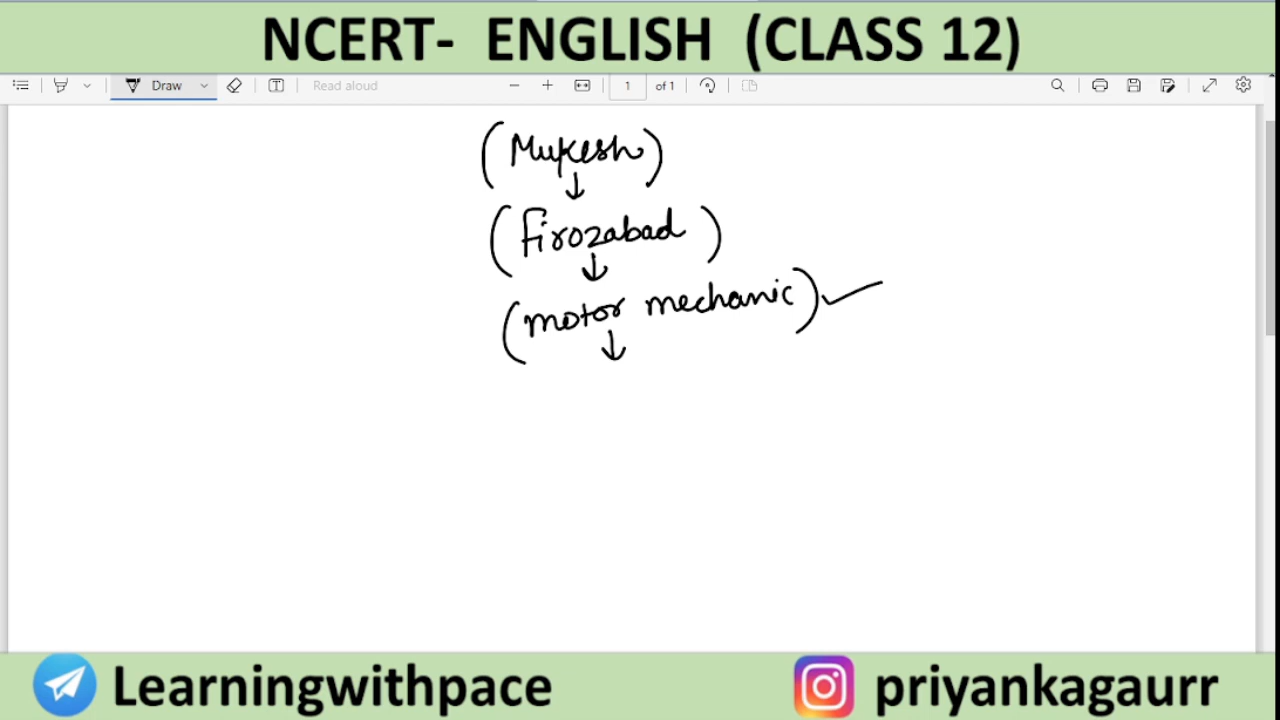 NCERT- ENGLISH (CLASS 12)
Draw Read aloud 1 of 1
(Mukesh)
↓
(Firozabad)
↓
(motor mechanic) ✓
↓
Learningwithpace priyankagaurr